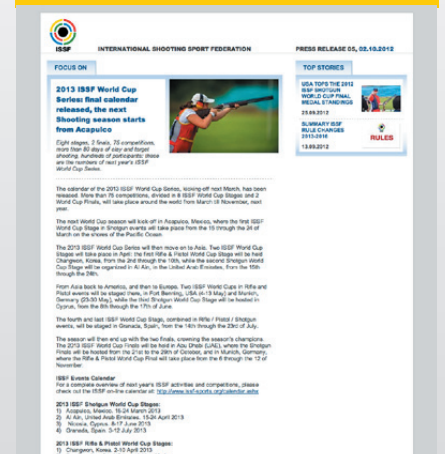 ISSF
INTERNATIONAL SHOOTING SPORT FEDERATION
PRESS RELEASE 05, 02.10.2012
FOCUS ON
2013 ISSF World Cup
Series: final calendar
released, the next
Shooting season starts
from Acapulco
Eight stages, 2 finals, 75 competitions,
more than 80 days of clay and target
shooting, hundreds of participants: these
are the numbers of next year's ISSF
World Cup Series.
TOP STORIES
USA TOPS THE 2012
ISSF SHOTGUN
WORLD CUP FINAL
MEDAL STANDINGS
25.09.2012
SUMMARY ISSF
RULE CHANGES
2013-2016
13.09.2012
RULES
The calendar of the 2013 ISSF World Cup Series, kicking-off next March, has been
released. More than 75 competitions, divided in 8 ISSF World Cup Stages and 2
World Cup Finals, will take place around the world from March till November, next
year.
The next World Cup season will kick off in Acapulco, Mexico, where the first ISSF
World Cup Stage in Shotgun events will take place from the 15 through the 24 of
March on the shores of the Pacific Ocean.
The 2013 ISSF World Cup Series will then move on to Asia. Two ISSF World Cup
Stages will take place in April: the first Rifle & Pistol World Cup Stage will be held
Changwon, Korea, from the 2nd through the 10th, while the second Shotgun World
Cup Stage will be organized in Al Ain, in the United Arab Emirates, from the 15th
through the 24th.
From Asia back to America, and then to Europe. Two ISSF World Cups in Rifle and
Pistol events will be staged there, in Fort Benning, USA (4-13 May) and Munich,
Germany (23-30 May), while the third Shotgun World Cup Stage will be hosted in
Cyprus, from the 8th through the 17th of June.
The fourth and last ISSF World Cup Stage, combined in Rifle / Pistol / Shotgun
events, will be staged in Granada, Spain, from the 14th through the 23rd of July.
The season will then end up with the two finals, crowning the season's champions.
The 2013 ISSF World Cup Finals will be held in Abu Dhabi (UAE), where the Shotgun
Finals will be hosted from the 21st to the 29th of October, and in Munich, Germany,
where the Rifle & Pistol World Cup Final will take place from the 6 through the 12 of
November.
ISSF Events Calendar
For a complete overview of next year's ISSF activities and competitions, please
check out the ISSF on-line calendar at: http://www.issf-sports.org/calendar.ashx
2013 ISSF Shotgun World Cup Stages:
1) Acapulco, Mexico. 15-24 March 2013
2) Al Ain, United Arab Emirates. 15-24 April 2013
3) Nicosia, Cyprus. 8-17 June 2013
4) Granada, Spain. 3-12 July 2013
2013 ISSF Rifle & Pistol World Cup Stages:
1) Changwon, Korea. 2-10 April 2013